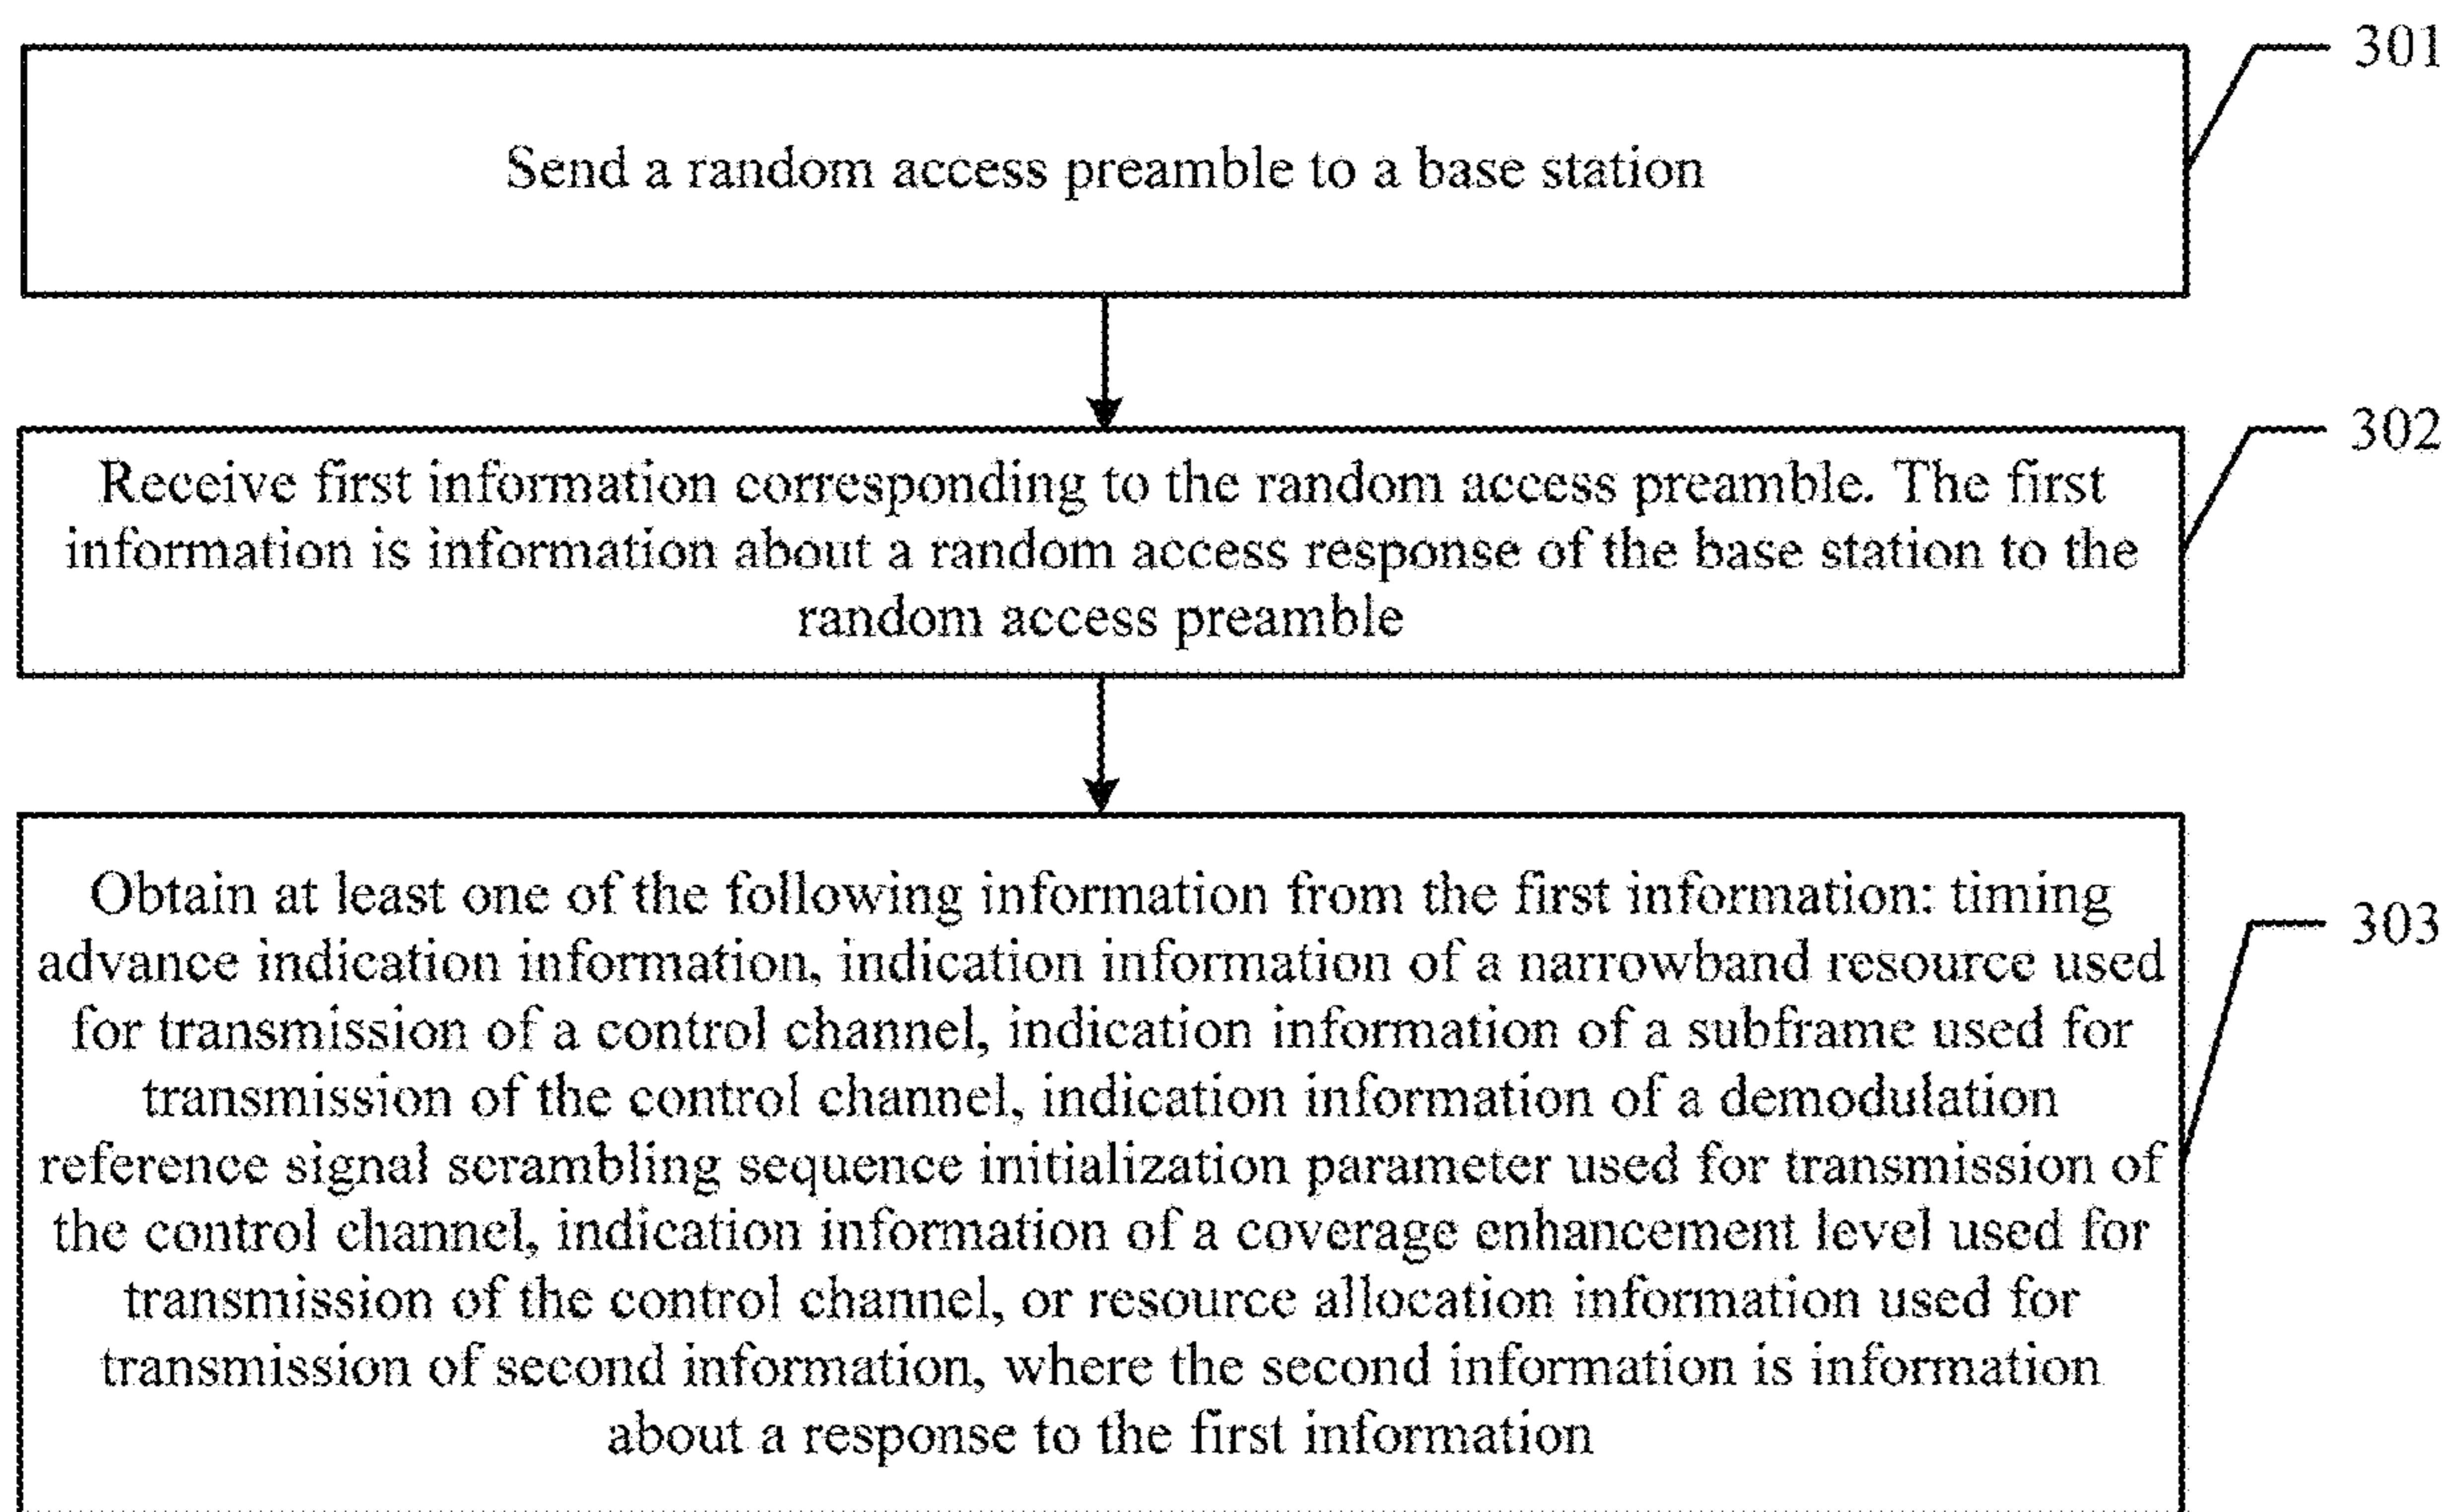 301
Send a random access preamble to a base station
302
Receive first information corresponding to the random access preamble. The first
information is information about a random access response of the base station to the
random access preamble
303
Obtain at least one of the following information from the first information: timing
advance indication information, indication information of a narrowband resource used
for transmission of a control channel, indication information of a subframe used for
transmission of the control channel, indication information of a demodulation
reference signal scrambling sequence initialization parameter used for transmission of
the control channel, indication information of a coverage enhancement level used for
transmission of the control channel, or resource allocation information used for
transmission of second information, where the second information is information
about a response to the first information